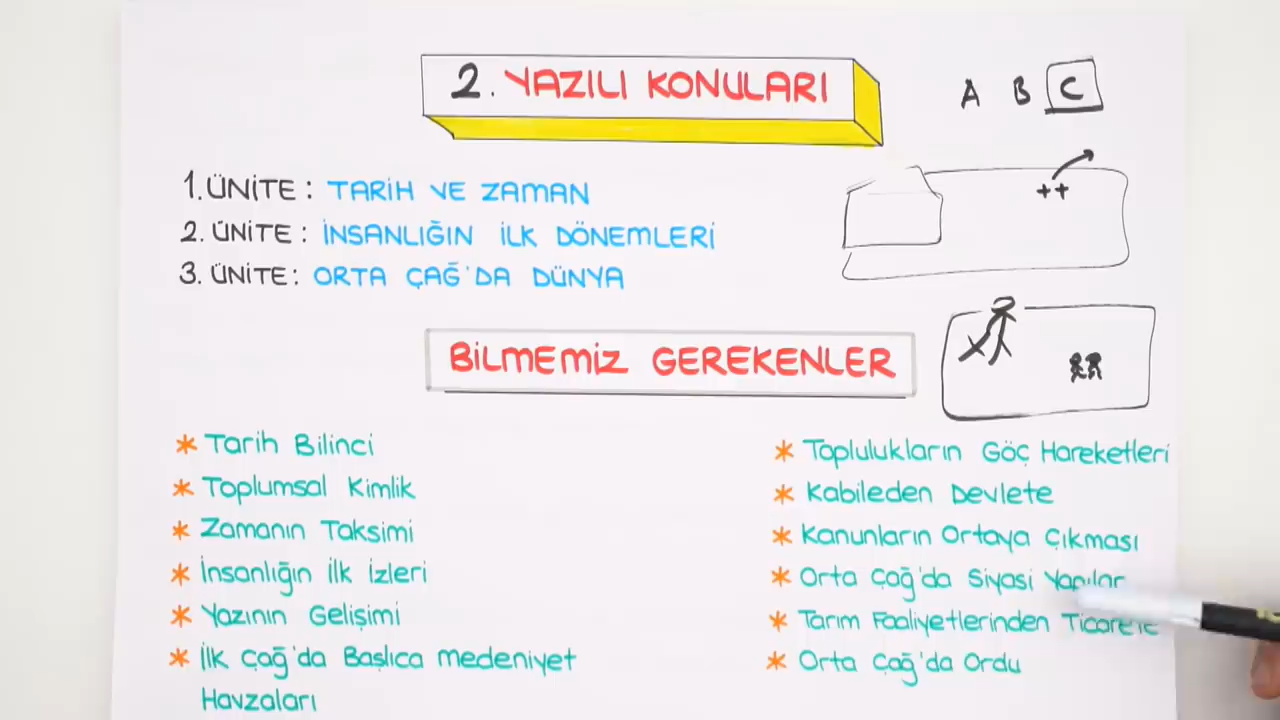 2. YAZILI KONULARI
A B C
1. ÜNİTE : TARİH VE ZAMAN
2. ÜNİTE : İNSANLIĞIN İLK DÖNEMLERİ
3. ÜNİTE : ORTA ÇAĞ'DA DÜNYA
++
BİLMEMİZ GEREKENLER
* Tarih Bilinci
* Toplumsal Kimlik
* Zamanın Taksimi
* İnsanlığın İlk İzleri
* Yazının Gelişimi
* İlk Çağ'da Başlıca Medeniyet
Havzaları
* Toplulukların Göç Hareketleri
* Kabileden Devlete
* Kanunların Ortaya Çıkması
* Orta Çağ'da Siyasi Yapılar
* Tarım Faaliyetlerinden Ticarete
* Orta Çağ'da Ordu